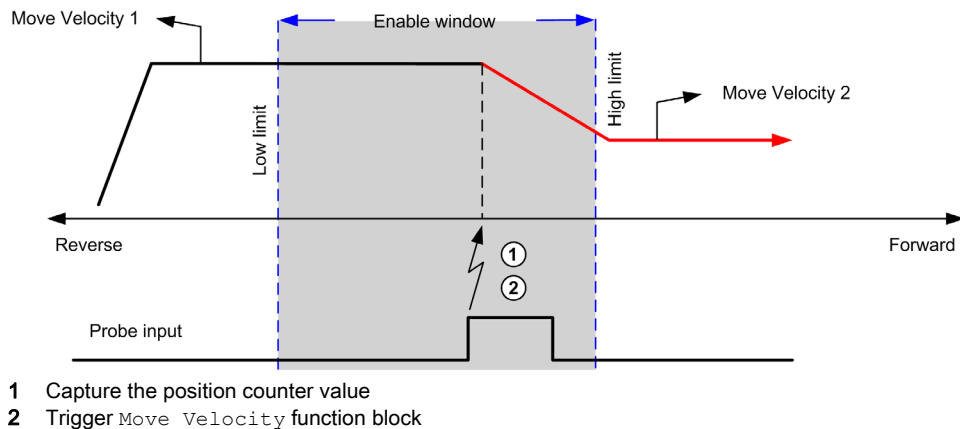 Move Velocity 1
Enable window
Low limit
High limit
Move Velocity 2
Reverse
Forward
1
2
Probe input
1 Capture the position counter value
2 Trigger Move Velocity function block